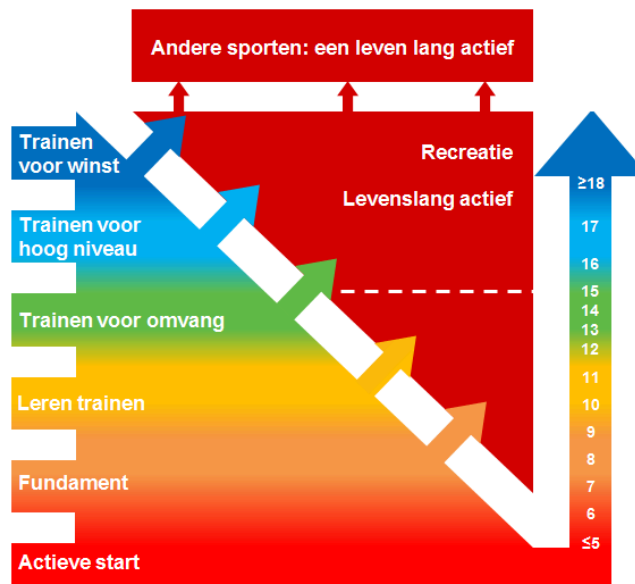 Andere sporten: een leven lang actief
Trainen
voor winst
Recreatie
Levenslang actief
Trainen voor
hoog niveau
Trainen voor omvang
Leren trainen
Fundament
Actieve start
≥18
17
16
15
14
13
12
11
10
9
8
7
6
≤5